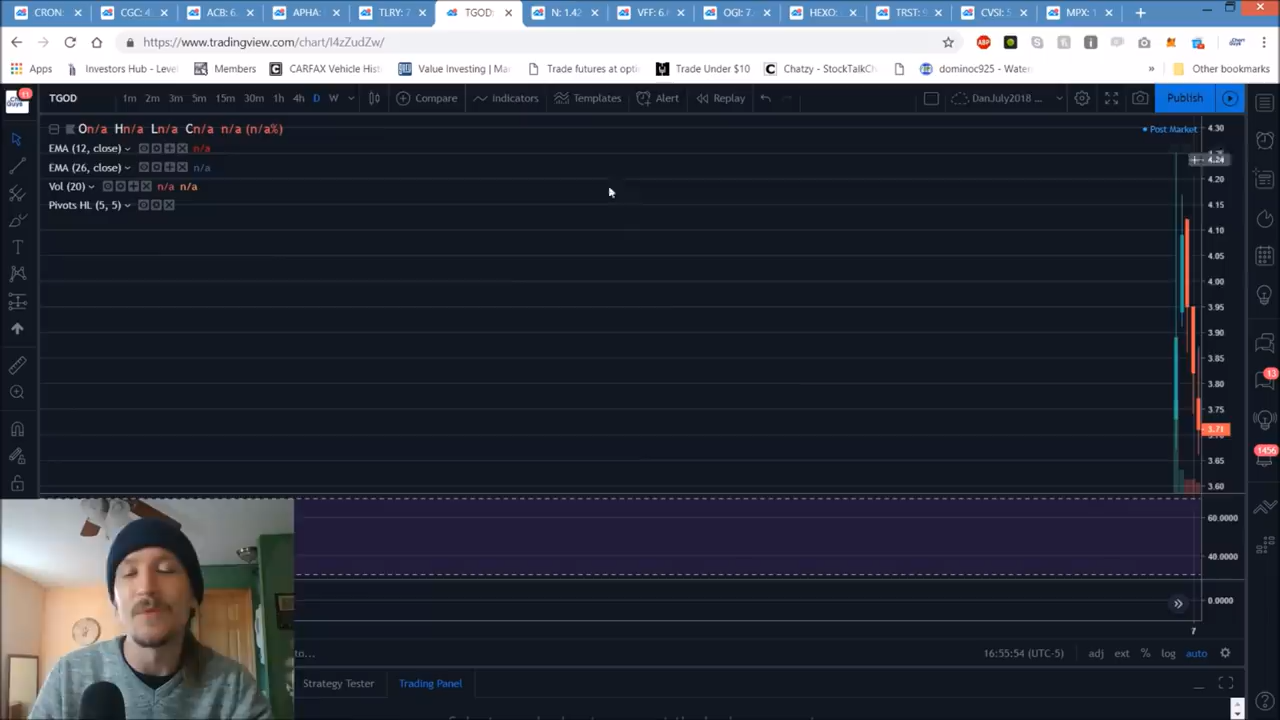 CRON: 4. CGC: 4 ACB: 6. APHA: TLRY: 7 TGOD: N: 1.42 VFF: 6. OGI: 7. HEXO: TRST: 9 CVSI: 5 MPX: 1
https://www.tradingview.com/chart/I4zZudZw/
Apps Investors Hub - Level Members CARFAX Vehicle Hist Value Investing | Ma Trade futures at opti Trade Under $10 Chatzy - StockTalkCh dominoc925 - Water » Other bookmarks
11 TGOD 1m 2m 3m 5m 15m 30m 1h 4h D W Compare Indicators Templates Alert Replay DanJuly2018 ... Publish
On/a Hn/a Ln/a Cn/a n/a (n/a%)
Post Market
4.30
EMA (12, close) n/a
4.24
EMA (26, close) n/a
4.20
Vol (20) n/a n/a
Pivots HL (5, 5)
4.15
4.10
4.05
4.00
3.95
3.90
3.85
3.80
13
3.75
3.71
1456
3.65
3.60
60.0000
40.0000
0.0000
7
to... 16:55:54 (UTC-5) adj ext % log auto
Strategy Tester Trading Panel